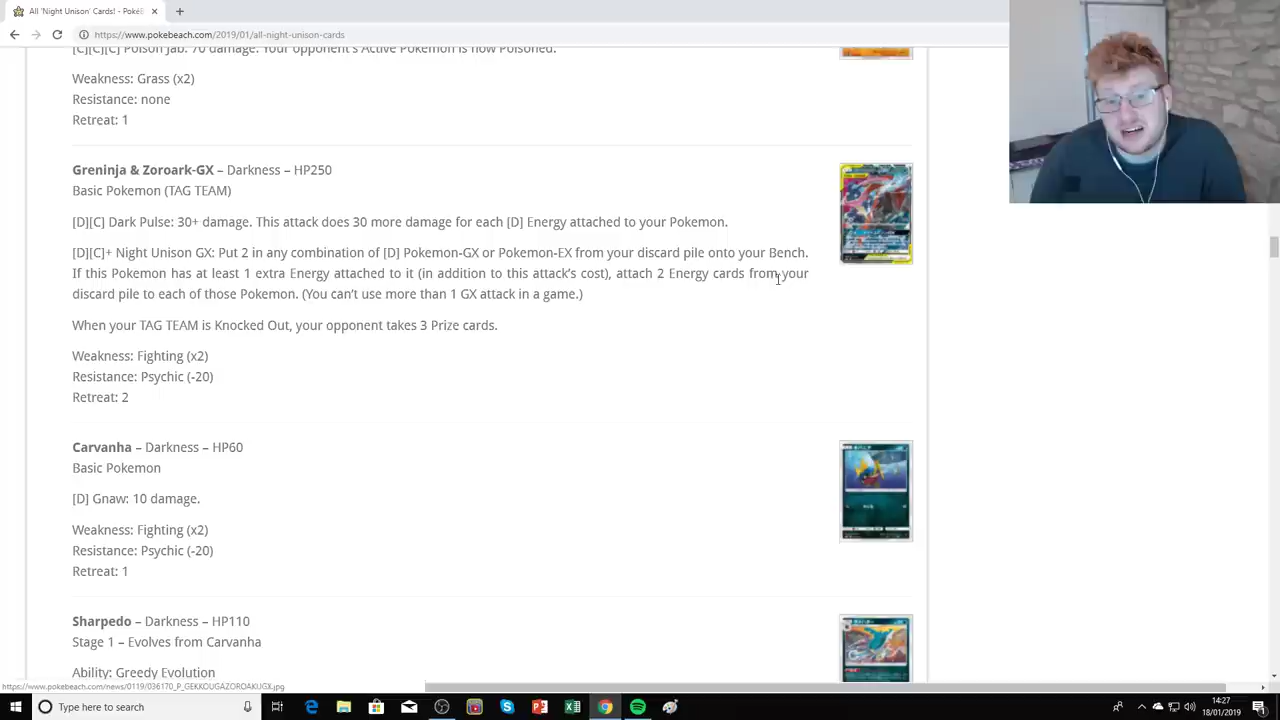 All 'Night Unison' Cards! - Poké
https://www.pokebeach.com/2019/01/all-night-unison-cards
[C][C][C] Poison Jab: 70 damage. Your opponent's Active Pokemon is now Poisoned.
Weakness: Grass (x2)
Resistance: none
Retreat: 1
Greninja & Zoroark-GX – Darkness – HP250
Basic Pokemon (TAG TEAM)
[D][C] Dark Pulse: 30+ damage. This attack does 30 more damage for each [D] Energy attached to your Pokemon.
Night GX: Put 2 in any combination of [D] Pokemon-GX or Pokemon-EX from your discard pile onto your Bench.
If this Pokemon has at least 1 extra Energy attached to it (in addition to this attack's cost), attach 2 Energy cards from your
discard pile to each of those Pokemon. (You can't use more than 1 GX attack in a game.)
When your TAG TEAM is Knocked Out, your opponent takes 3 Prize cards.
Weakness: Fighting (x2)
Resistance: Psychic (-20)
Retreat: 2
Carvanha – Darkness – HP60
Basic Pokemon
[D] Gnaw: 10 damage.
Weakness: Fighting (x2)
Resistance: Psychic (-20)
Retreat: 1
Sharpedo – Darkness – HP110
Stage 1 – Evolves from Carvanha
Ability: Greedy Evolution
https://www.pokebeach.com/news/0119/036170_P_GEKKOUGAZOROAKUGX.jpg
Type here to search
14:27
18/01/2019